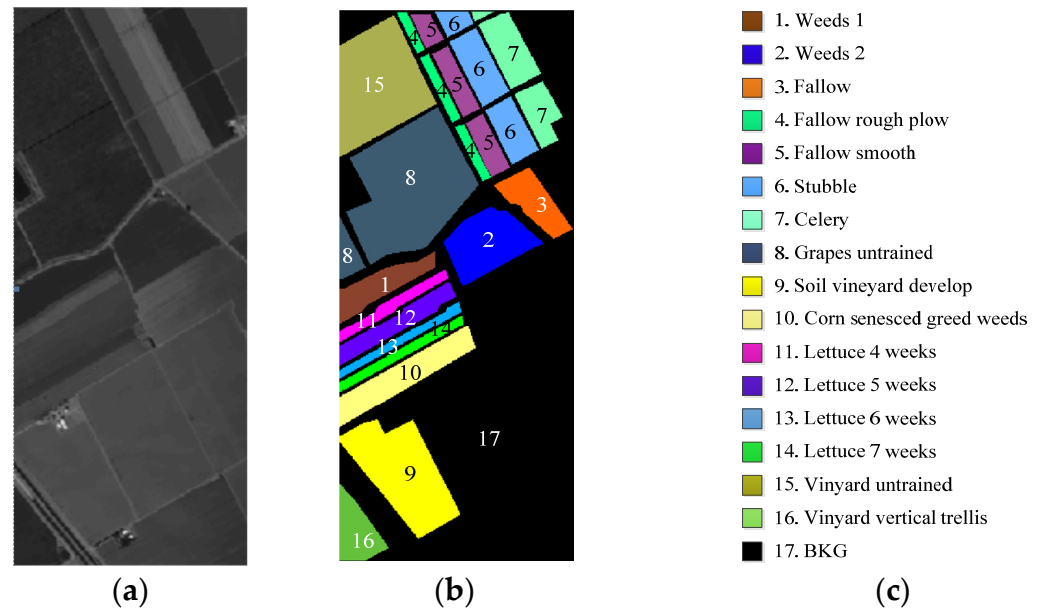 4 5 6
7
15 4 5 6
7
4 5 6
8
3
2
8
1
11 12
14
13
10
17
9
16
1. Weeds 1
2. Weeds 2
3. Fallow
4. Fallow rough plow
5. Fallow smooth
6. Stubble
7. Celery
8. Grapes untrained
9. Soil vineyard develop
10. Corn senesced greed weeds
11. Lettuce 4 weeks
12. Lettuce 5 weeks
13. Lettuce 6 weeks
14. Lettuce 7 weeks
15. Vinyard untrained
16. Vinyard vertical trellis
17. BKG
(a) (b) (c)